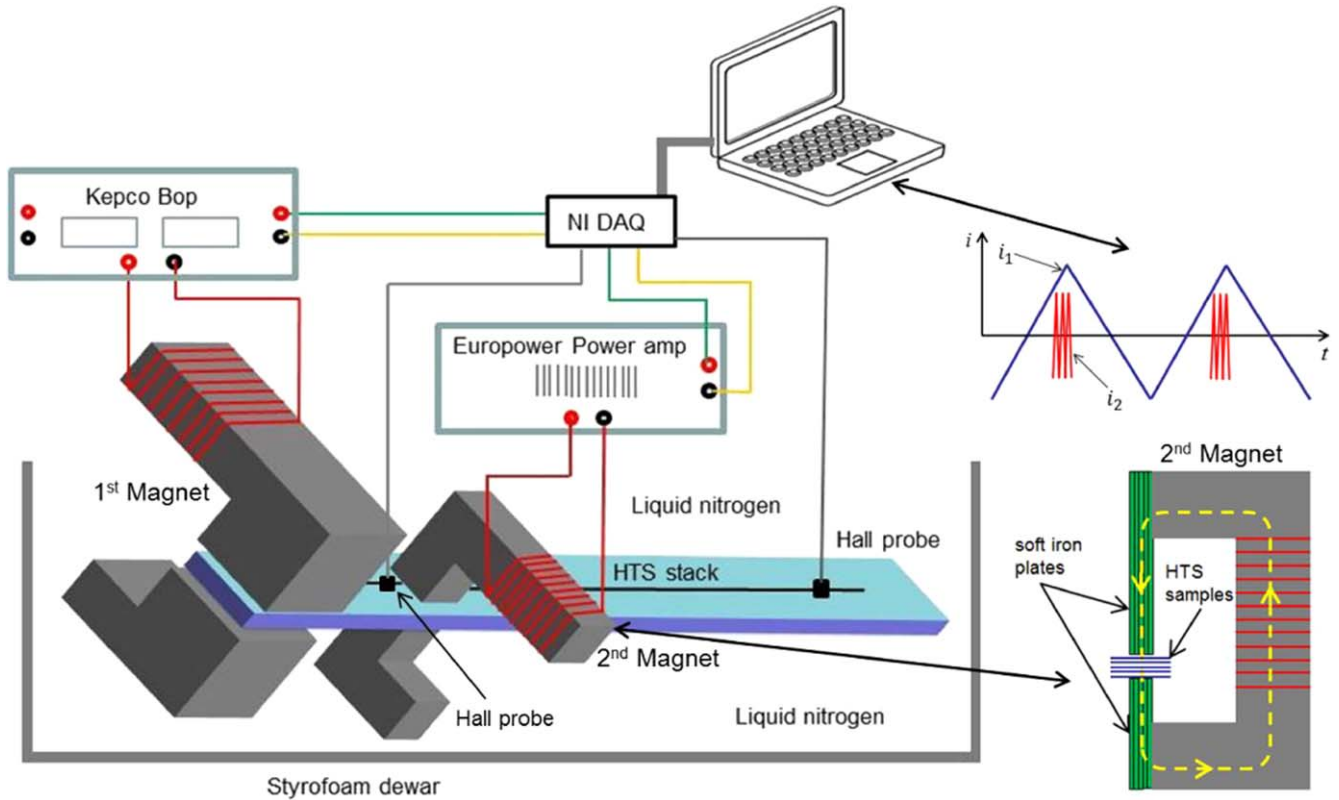 Kepco Bop
NI DAQ
i
i₁
t
i₂
Europower Power amp
1st Magnet
Liquid nitrogen
Hall probe
HTS stack
2nd Magnet
Hall probe
Liquid nitrogen
Styrofoam dewar
2nd Magnet
soft iron
plates
HTS
samples